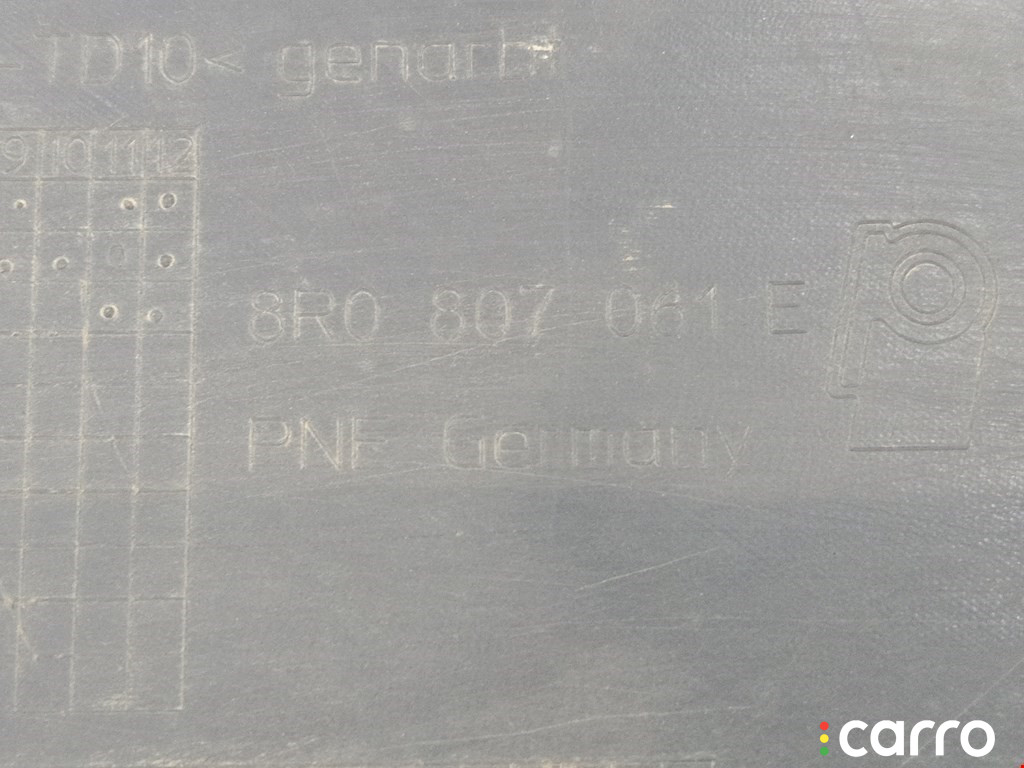 TD10< genarbt
9 10 11 12
8R0 807 061 E
PNF Germany
carro